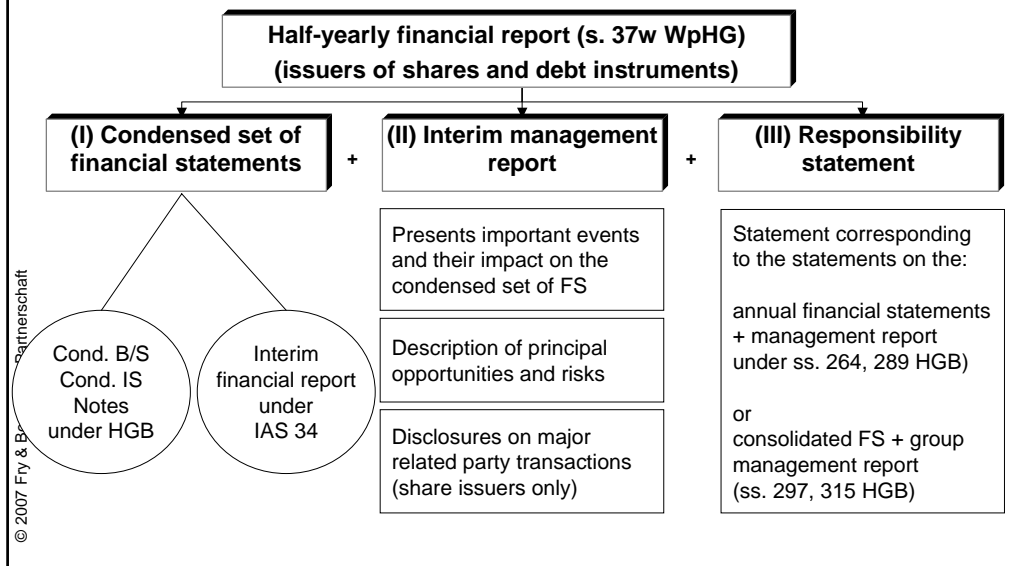 Half-yearly financial report (s. 37w WpHG)
(issuers of shares and debt instruments)
(I) Condensed set of
financial statements
+
(II) Interim management
report
+
(III) Responsibility
statement
Cond. B/S
Cond. IS
Notes
under HGB
Interim
financial report
under
IAS 34
Presents important events
and their impact on the
condensed set of FS
Description of principal
opportunities and risks
Disclosures on major
related party transactions
(share issuers only)
Statement corresponding
to the statements on the:
annual financial statements
+ management report
under ss. 264, 289 HGB)
or
consolidated FS + group
management report
(ss. 297, 315 HGB)
© 2007 Fry & Partnerschaft